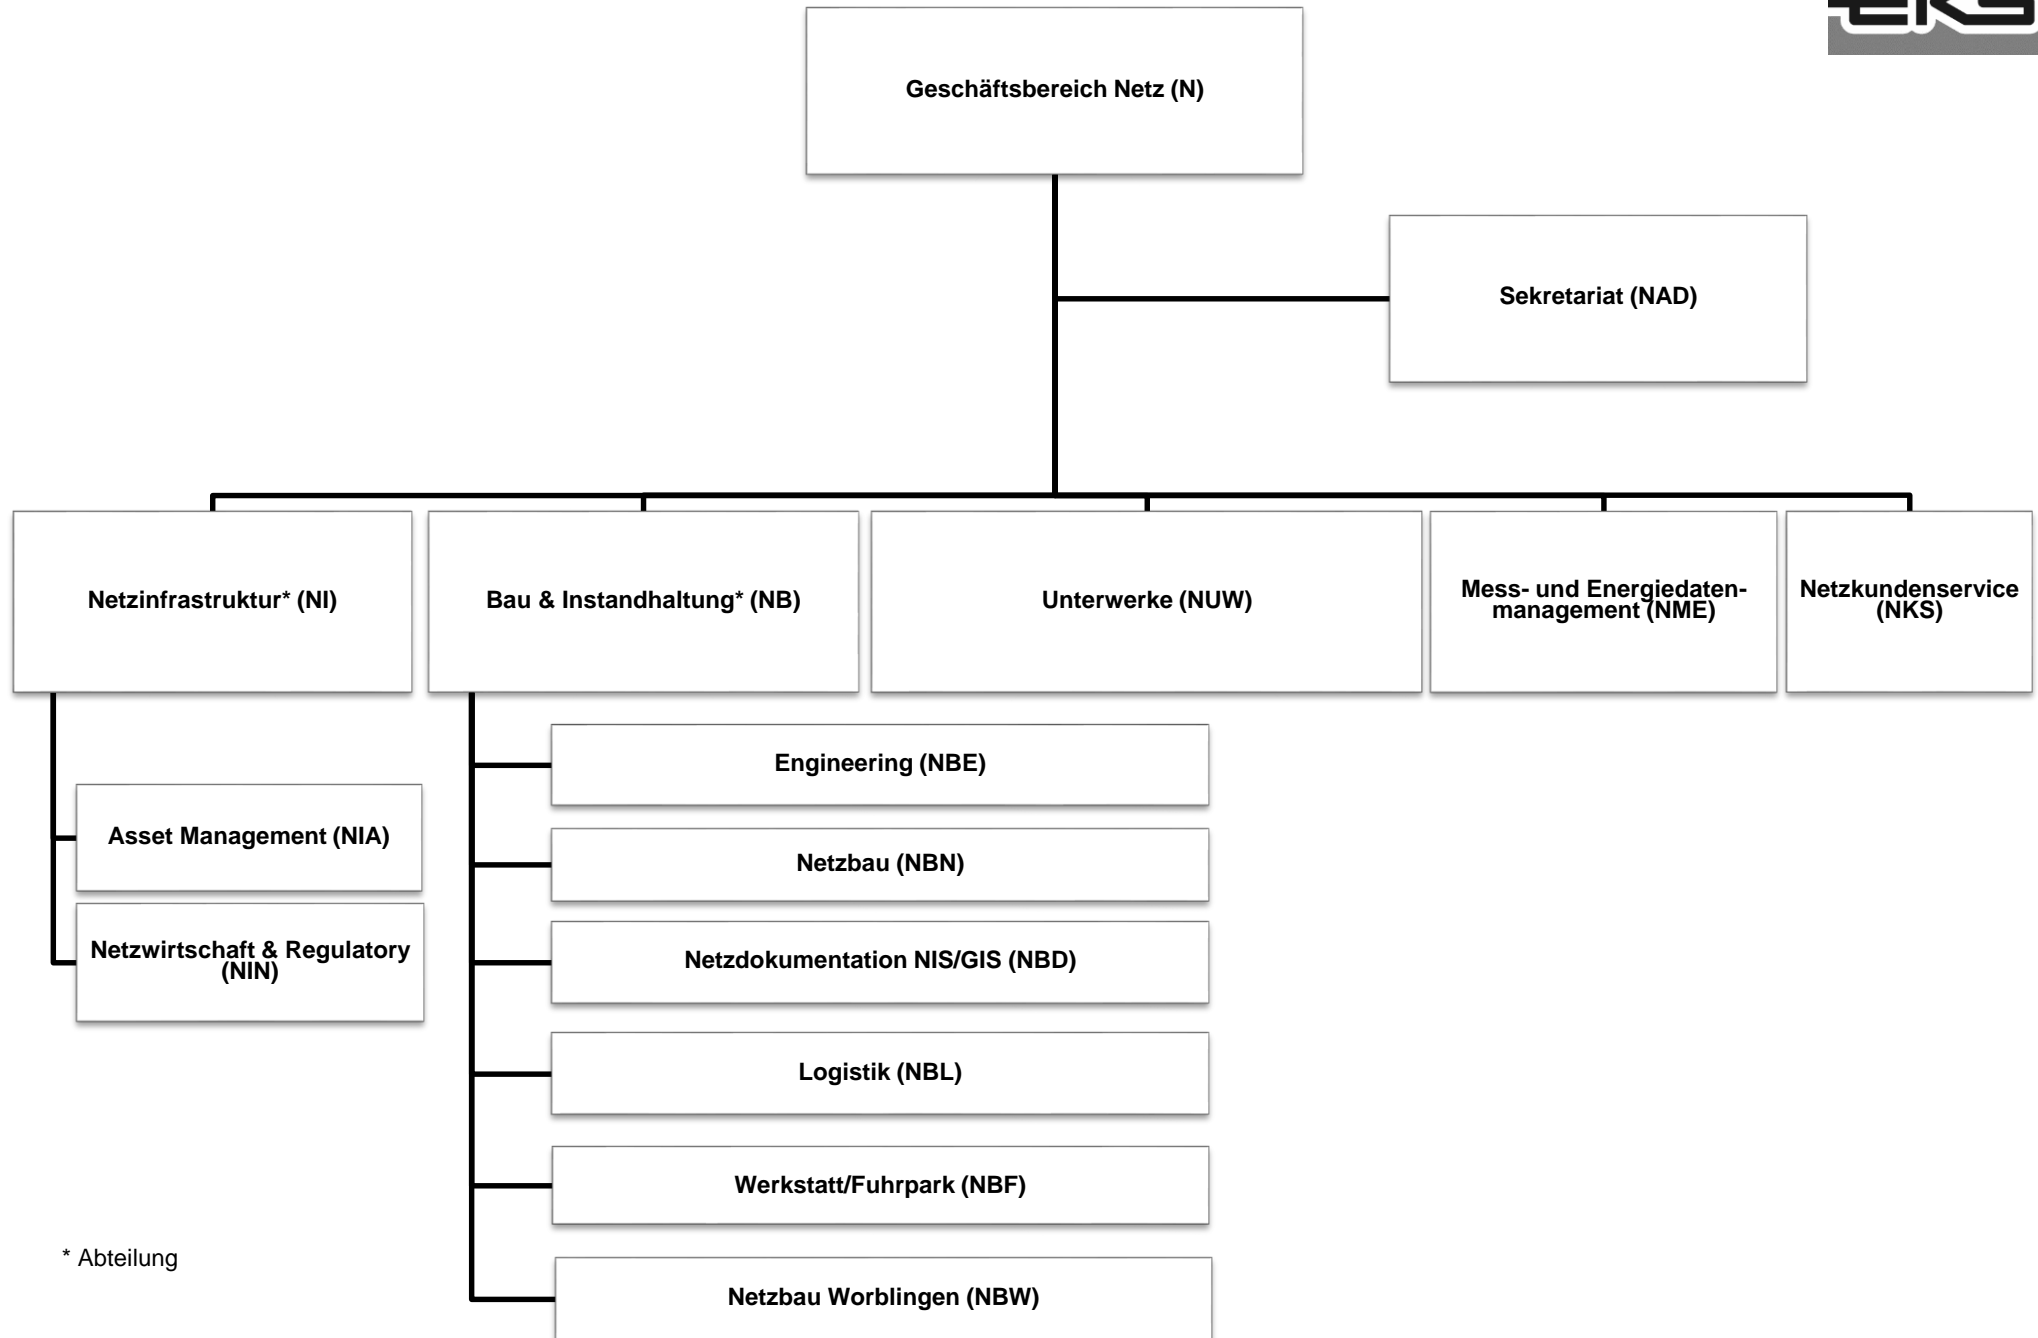 Geschäftsbereich Netz (N)
Sekretariat (NAD)
Netzinfrastruktur* (NI)
Bau & Instandhaltung* (NB)
Unterwerke (NUW)
Mess- und Energiedaten-
management (NME)
Netzkundenservice
(NKS)
Asset Management (NIA)
Netzwirtschaft & Regulatory
(NIN)
Engineering (NBE)
Netzbau (NBN)
Netzdokumentation NIS/GIS (NBD)
Logistik (NBL)
Werkstatt/Fuhrpark (NBF)
Netzbau Worblingen (NBW)
* Abteilung